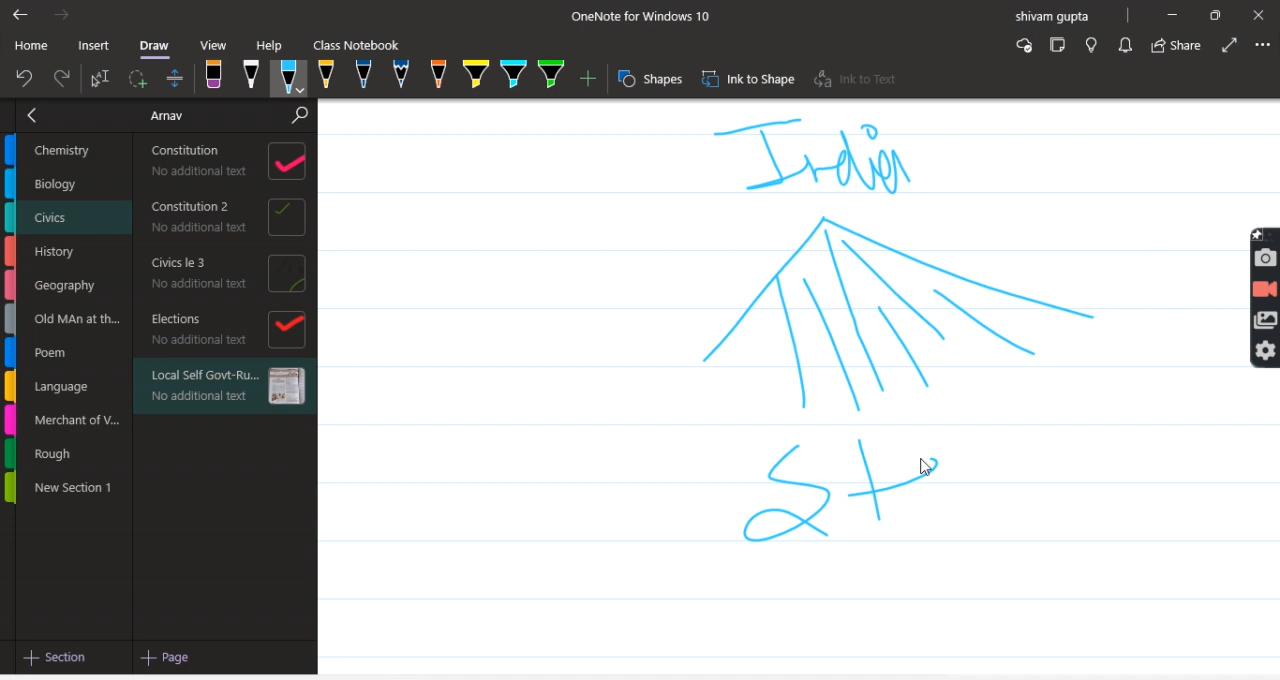 OneNote for Windows 10
shivam gupta
Home Insert Draw View Help Class Notebook
Share
Shapes
Ink to Shape
Ink to Text
Arnav
Chemistry
Biology
Civics
History
Geography
Old MAn at th...
Poem
Language
Merchant of V...
Rough
New Section 1
Section
Constitution
No additional text
Constitution 2
No additional text
Civics le 3
No additional text
Elections
No additional text
Local Self Govt-Ru...
No additional text
Page
India
St